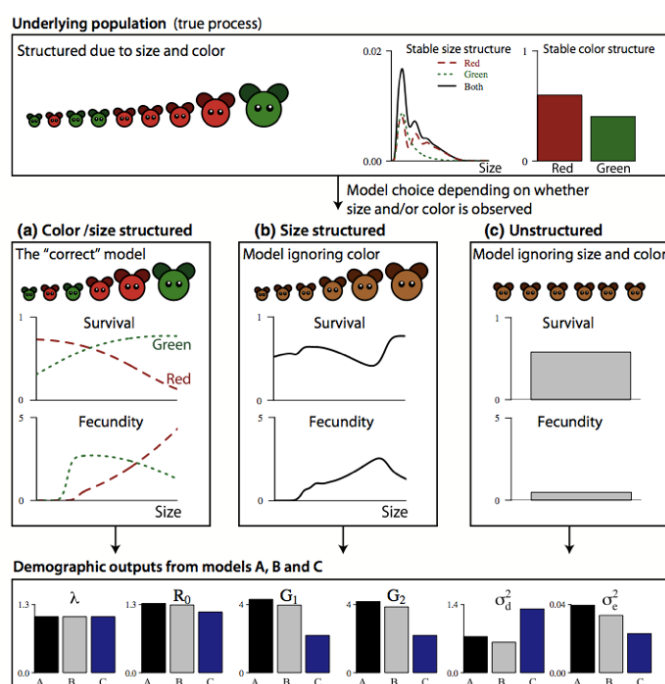 Underlying population (true process)
Structured due to size and color
0.02
Stable size structure
Red
Green
Both
0.00
Size
1
Stable color structure
0
Red Green
Model choice depending on whether
size and/or color is observed
(a) Color /size structured
The "correct" model
1
Survival
Green
Red
0
5
Fecundity
0
Size
(b) Size structured
Model ignoring color
1
Survival
0
5
Fecundity
0
(c) Unstructured
Model ignoring size and color
1
Survival
0
5
Fecundity
0
Demographic outputs from models A, B and C
λ
1.3
0.0
A B C
R₀
1.3
0.0
A B C
G₁
4
0
A B C
G₂
4
0
A B C
σ²d
1.4
0.0
A B C
σ²e
0.04
0.00
A B C